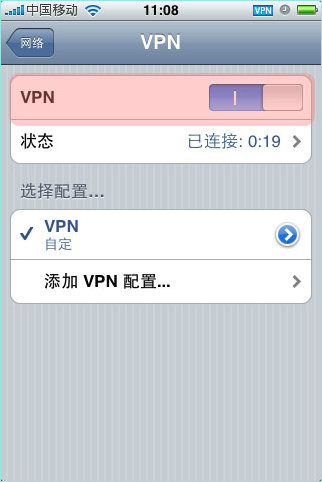 中国移动 11:08 VPN
网络 VPN
VPN
状态 已连接: 0:19
选择配置...
VPN
自定
添加 VPN 配置...